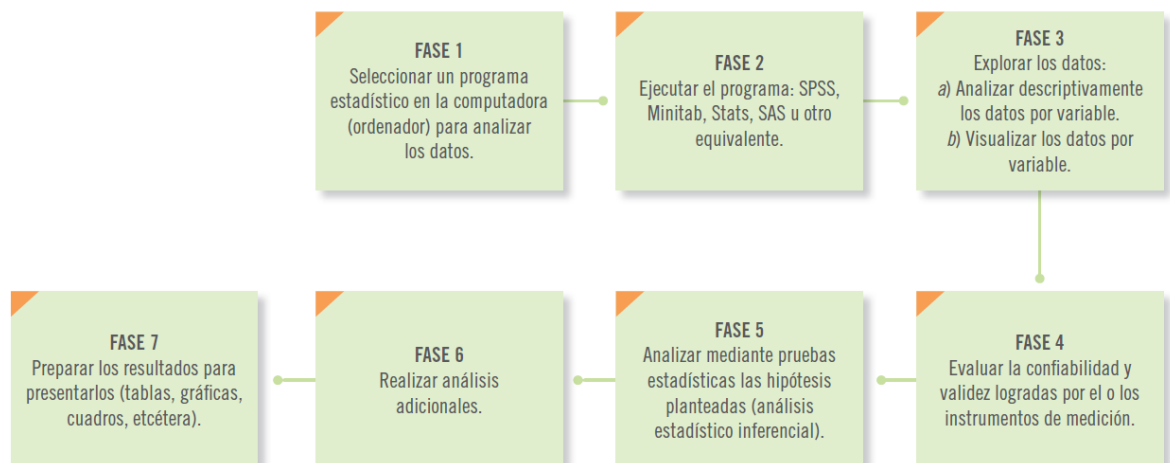 FASE 1
Seleccionar un programa
estadístico en la computadora
(ordenador) para analizar
los datos.
FASE 2
Ejecutar el programa: SPSS,
Minitab, Stats, SAS u otro
equivalente.
FASE 3
Explorar los datos:
a) Analizar descriptivamente
los datos por variable.
b) Visualizar los datos por
variable.
FASE 4
Evaluar la confiabilidad y
validez logradas por el o los
instrumentos de medición.
FASE 5
Analizar mediante pruebas
estadísticas las hipótesis
planteadas (análisis
estadístico inferencial).
FASE 6
Realizar análisis
adicionales.
FASE 7
Preparar los resultados para
presentarlos (tablas, gráficas,
cuadros, etcétera).